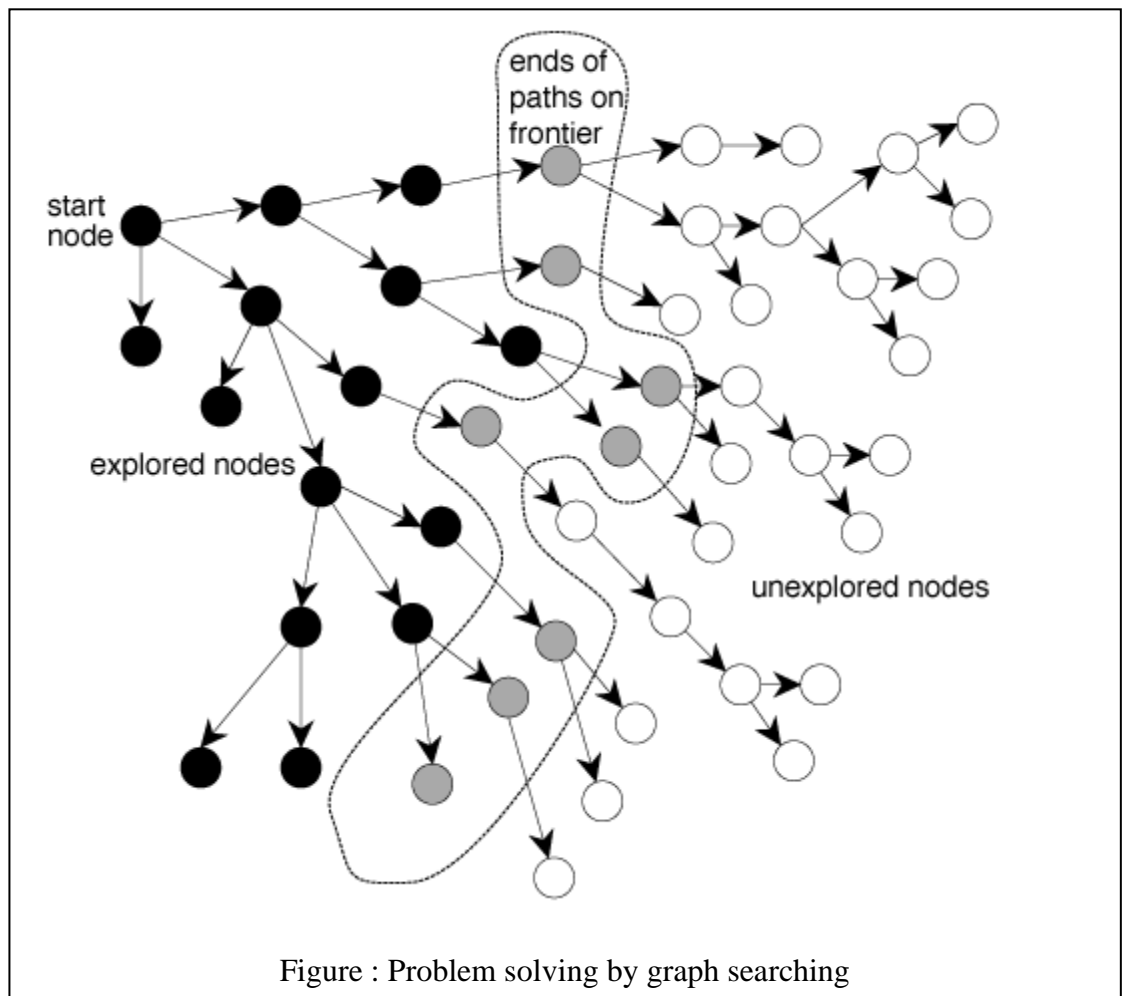 ends of
paths on
frontier
start
node
explored nodes
unexplored nodes
Figure : Problem solving by graph searching